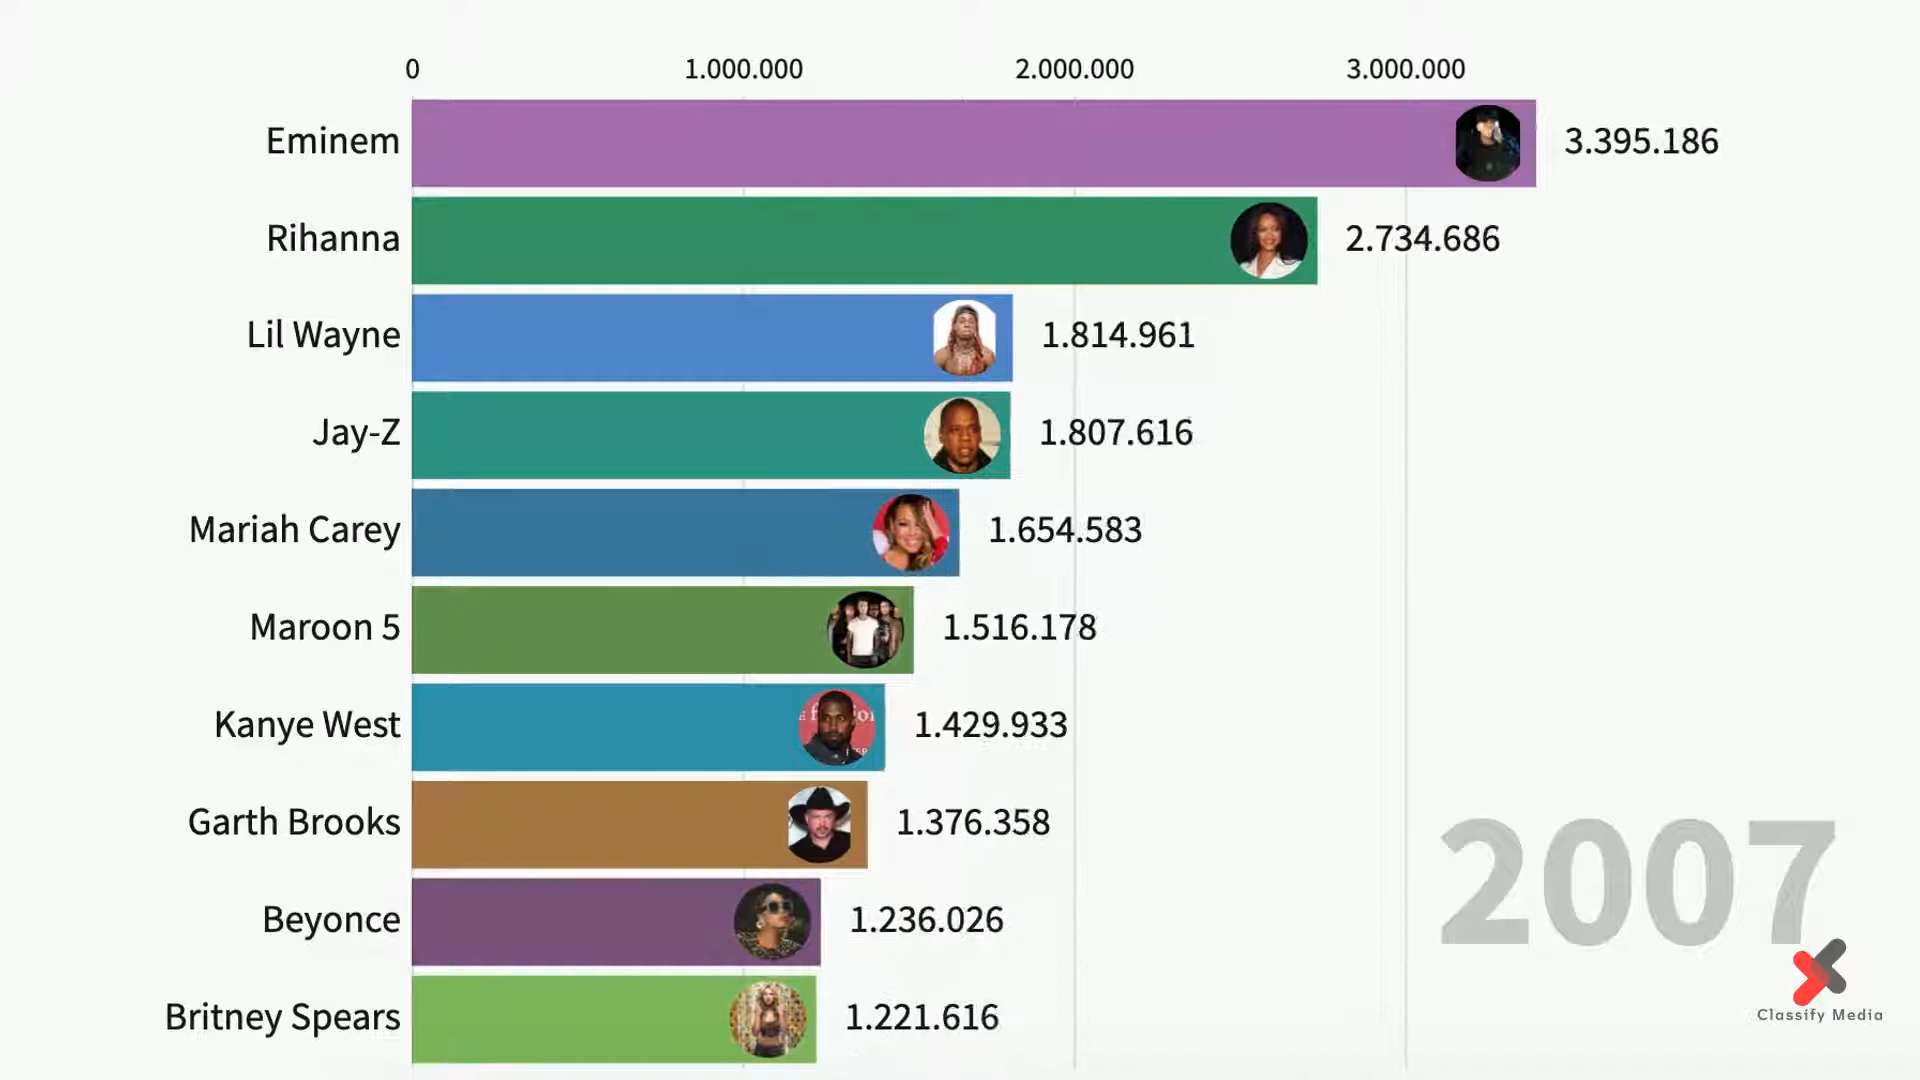 0 1.000.000 2.000.000 3.000.000
Eminem 3.395.186
Rihanna 2.734.686
Lil Wayne 1.814.961
Jay-Z 1.807.616
Mariah Carey 1.654.583
Maroon 5 1.516.178
Kanye West 1.429.933
Garth Brooks 1.376.358
Beyonce 1.236.026
Britney Spears 1.221.616
2007
Classify Media